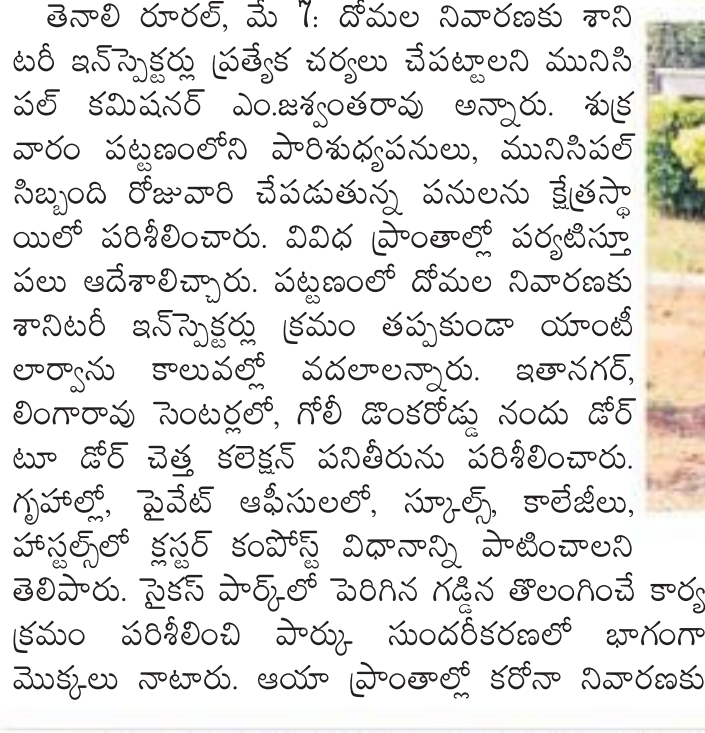 తెనాలి రూరల్, మే 7: దోమల నివారణకు శాని
టరీ ఇన్‌స్పెక్టర్లు ప్రత్యేక చర్యలు చేపట్టాలని మునిసి
పల్ కమిషనర్ ఎం.జశ్వంతరావు అన్నారు. శుక్ర
వారం పట్టణంలోని పారిశుధ్యపనులు, మునిసిపల్
సిబ్బంది రోజువారి చేపడుతున్న పనులను క్షేత్రస్థా
యిలో పరిశీలించారు. వివిధ ప్రాంతాల్లో పర్యటిస్తూ
పలు ఆదేశాలిచ్చారు. పట్టణంలో దోమల నివారణకు
శానిటరీ ఇన్‌స్పెక్టర్లు క్రమం తప్పకుండా యాంటీ
లార్వాను కాలువల్లో వదలాలన్నారు. ఇతానగర్,
లింగారావు సెంటర్లలో, గోలీ డొంకరోడ్డు నందు డోర్
టూ డోర్ చెత్త కలెక్షన్ పనితీరును పరిశీలించారు.
గృహాల్లో, పైవేట్ ఆఫీసులలో, స్కూల్స్, కాలేజీలు,
హాస్టల్స్‌లో క్లస్టర్ కంపోస్ట్ విధానాన్ని పాటించాలని
తెలిపారు. సైకస్ పార్క్‌లో పెరిగిన గడ్డిన తొలంగించే కార్య
క్రమం పరిశీలించి పార్కు సుందరీకరణలో భాగంగా
మొక్కలు నాటారు. ఆయా ప్రాంతాల్లో కరోనా నివారణకు